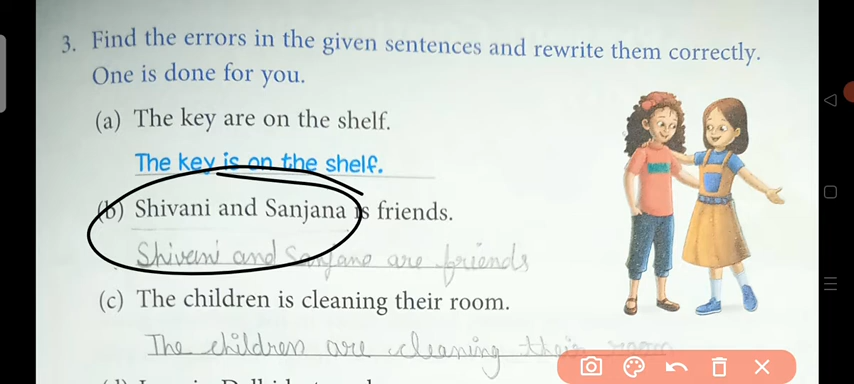 3. Find the errors in the given sentences and rewrite them correctly.
One is done for you.
(a) The key are on the shelf.
The key is on the shelf.
(b) Shivani and Sanjana is friends.
Shivani and Sanjana are friends
(c) The children is cleaning their room.
The children are cleaning their room